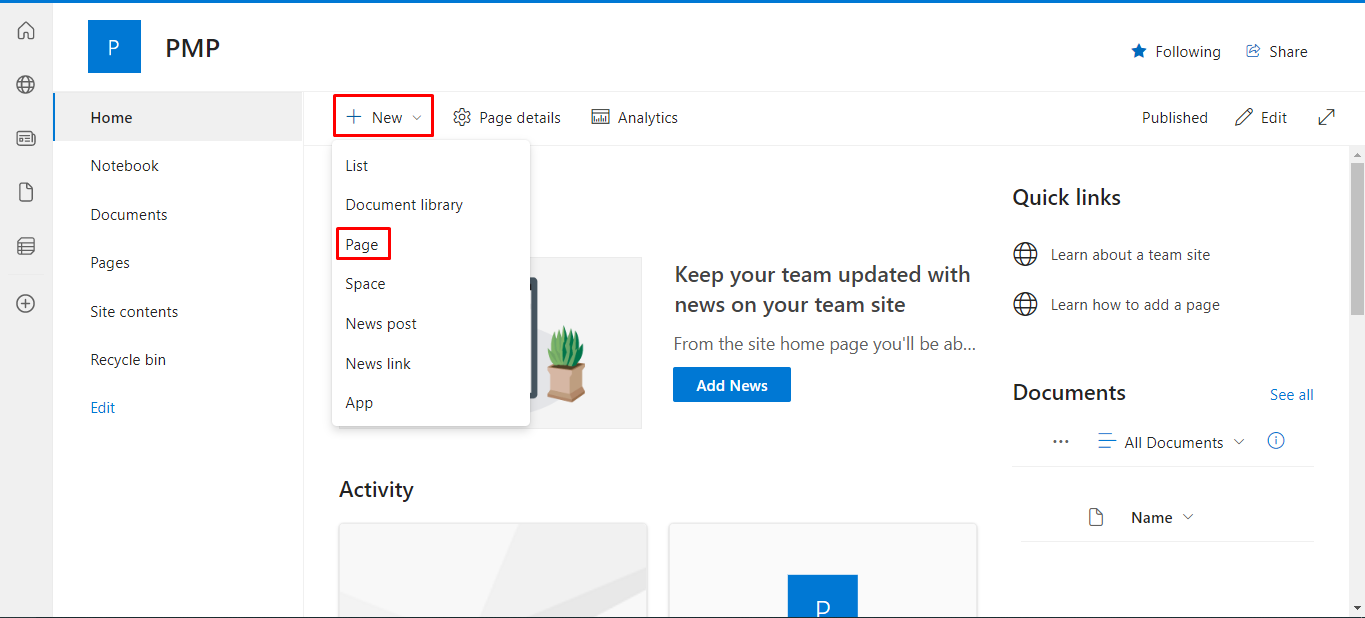 P
PMP
Following
Share
Home
Notebook
Documents
Pages
Site contents
Recycle bin
Edit
New
Page details
Analytics
Published
Edit
List
Document library
Page
Space
News post
News link
App
Keep your team updated with
news on your team site
From the site home page you'll be ab...
Add News
Activity
P
Quick links
Learn about a team site
Learn how to add a page
Documents
See all
All Documents
Name